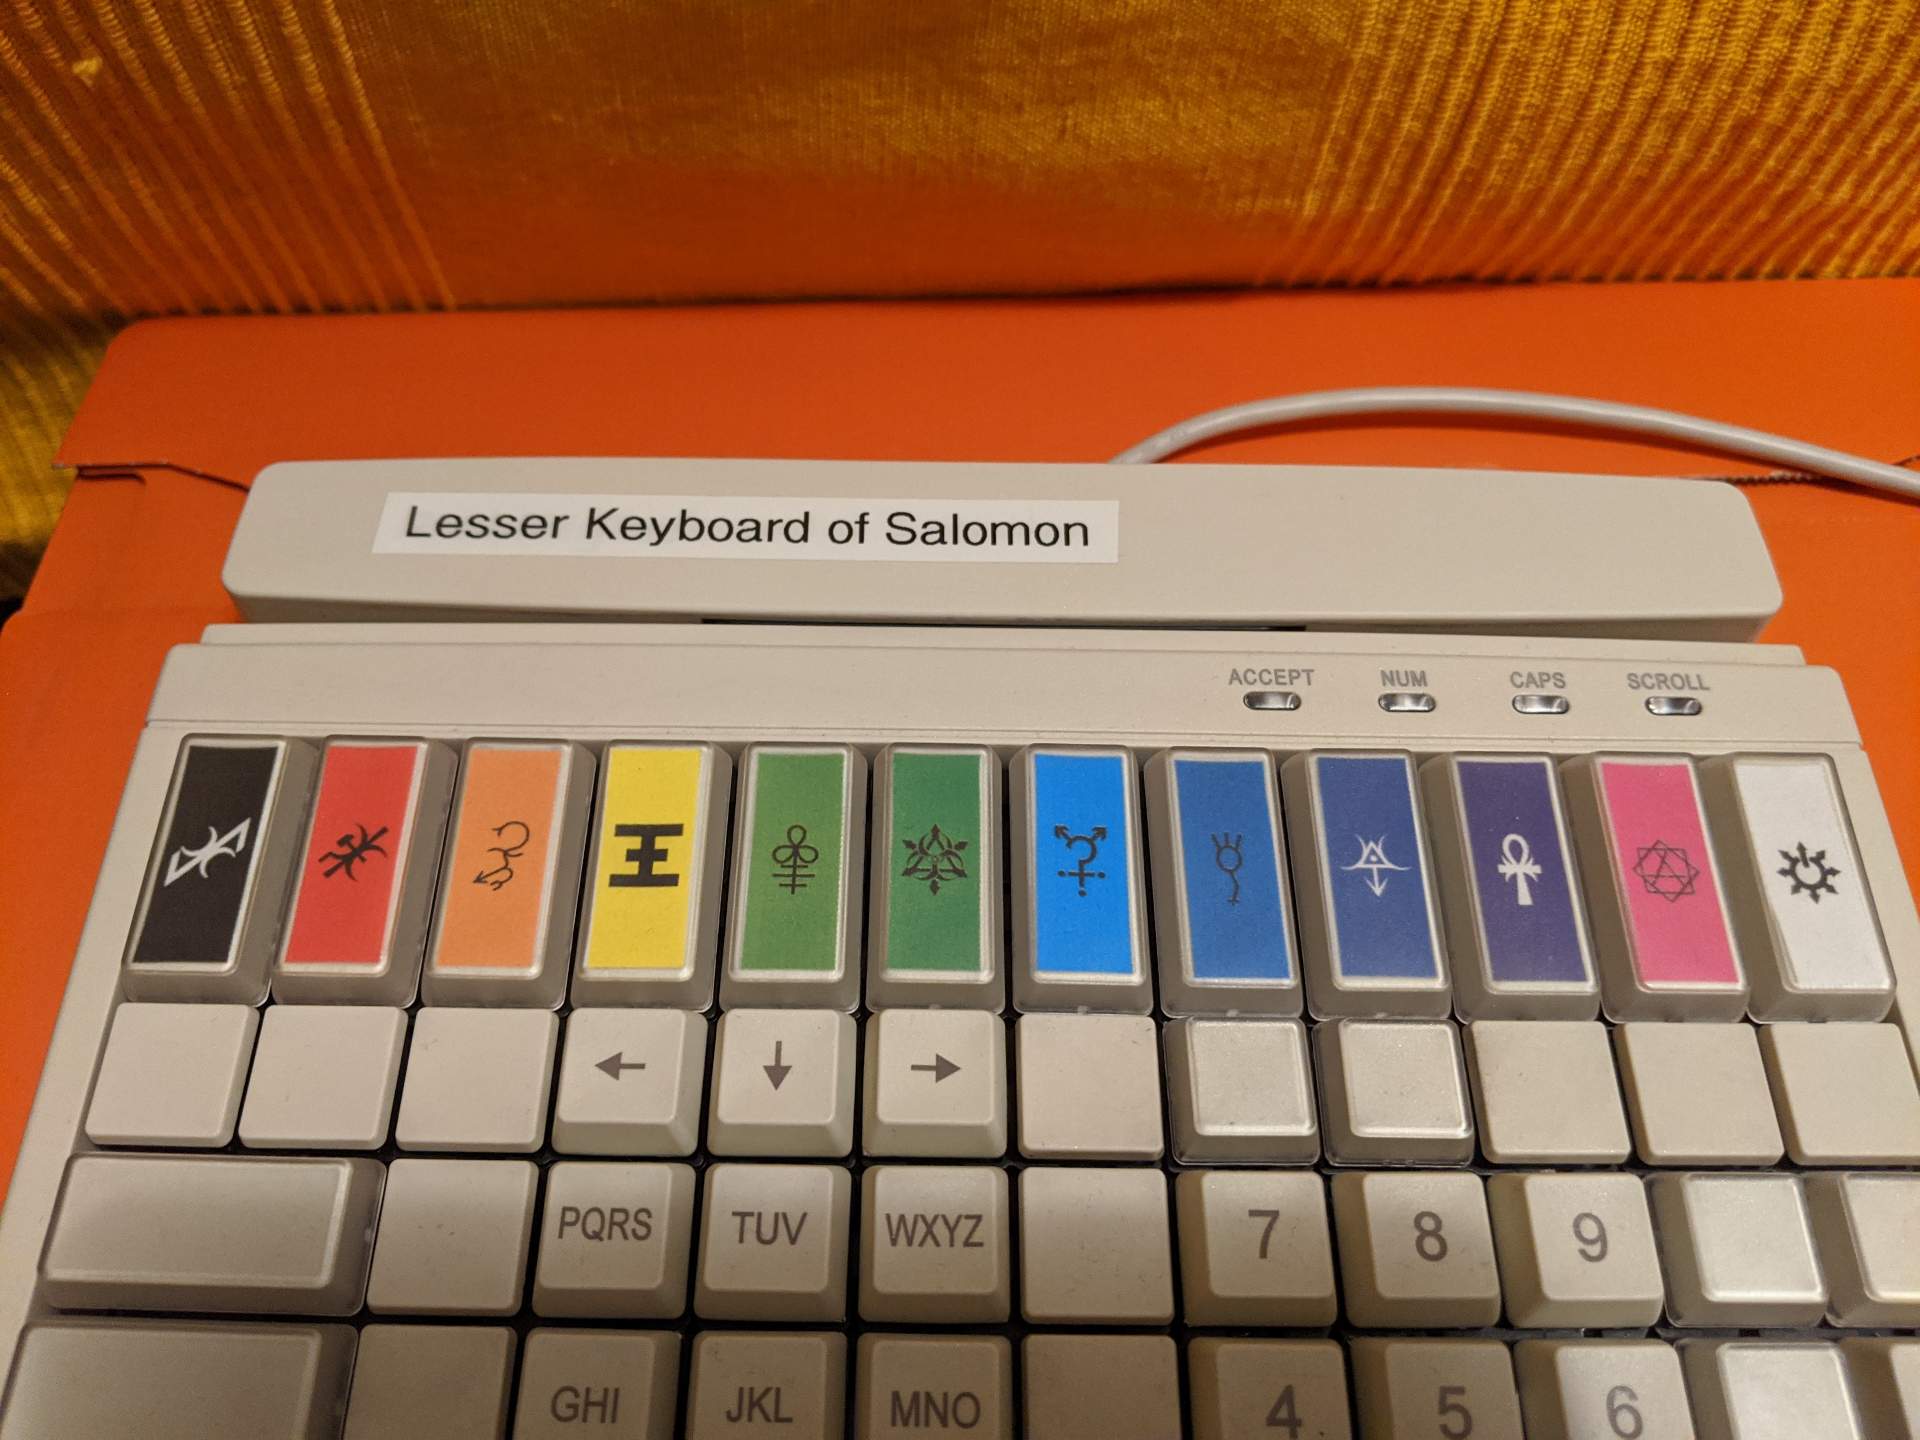 Lesser Keyboard of Salomon
ACCEPT NUM CAPS SCROLL
← ↓ →
PQRS TUV WXYZ 7 8 9
GHI JKL MNO 4 5 6